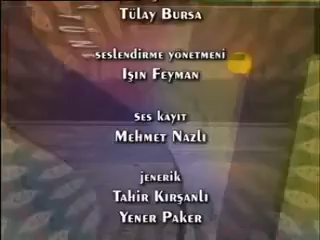 Tülay Bursa
seslendirme yönetmeni
Işın Feyman
ses kayıt
Mehmet Nazlı
jenerik
Tahir Kırşanlı
Yener Paker